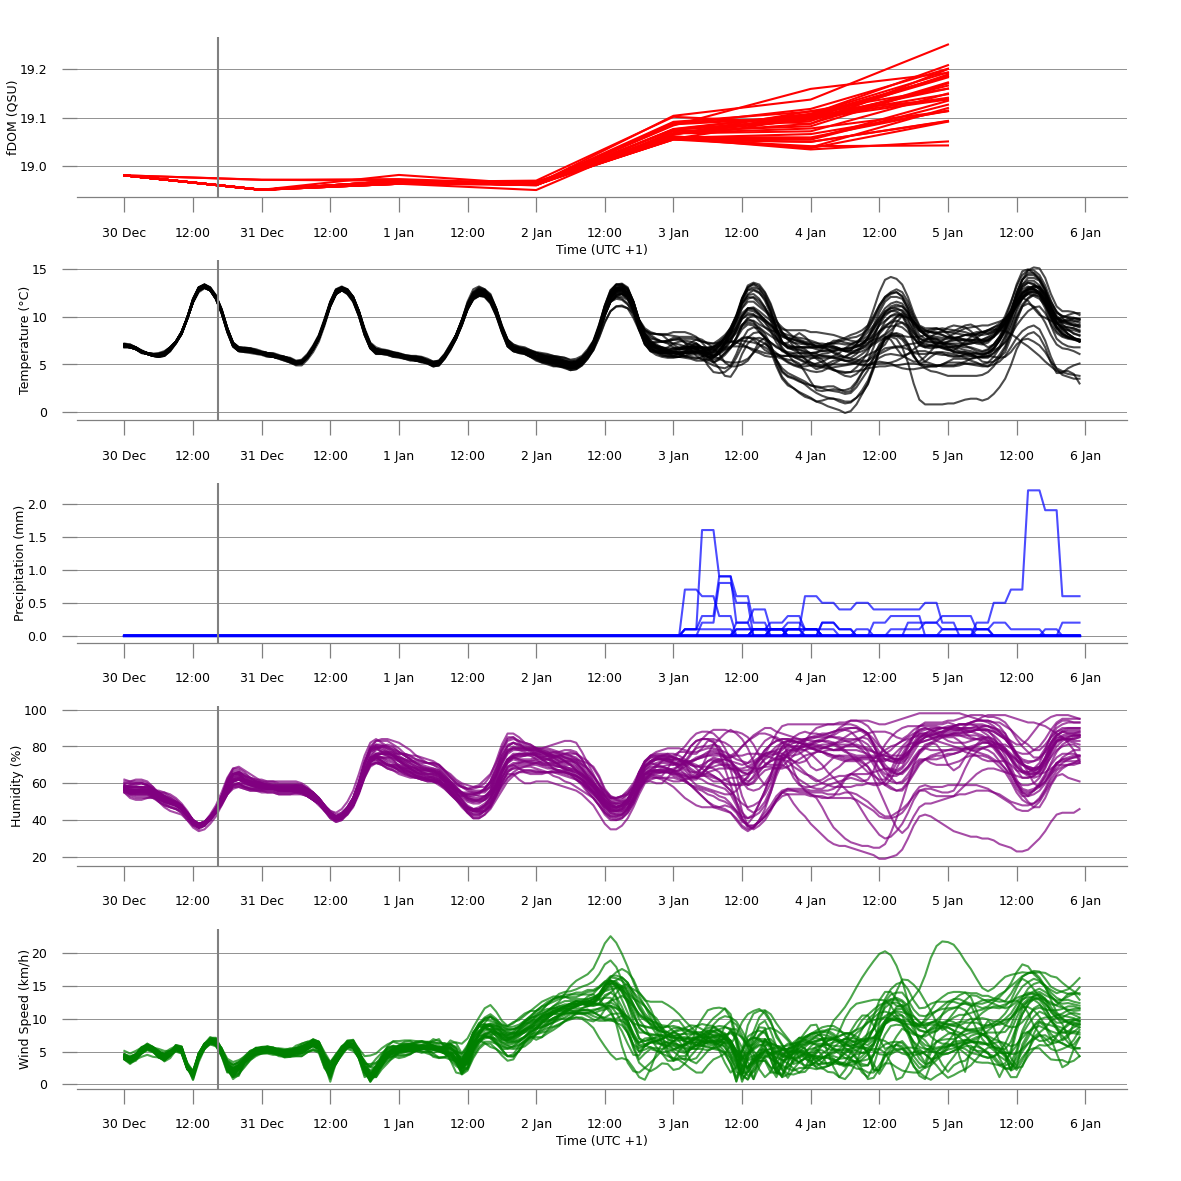 fDOM (QSU)
19.2
19.1
19.0
30 Dec 12:00 31 Dec 12:00 1 Jan 12:00 2 Jan 12:00 3 Jan 12:00 4 Jan 12:00 5 Jan 12:00 6 Jan
Time (UTC +1)
Temperature (°C)
15
10
5
0
30 Dec 12:00 31 Dec 12:00 1 Jan 12:00 2 Jan 12:00 3 Jan 12:00 4 Jan 12:00 5 Jan 12:00 6 Jan
Precipitation (mm)
2.0
1.5
1.0
0.5
0.0
30 Dec 12:00 31 Dec 12:00 1 Jan 12:00 2 Jan 12:00 3 Jan 12:00 4 Jan 12:00 5 Jan 12:00 6 Jan
Humidity (%)
100
80
60
40
20
30 Dec 12:00 31 Dec 12:00 1 Jan 12:00 2 Jan 12:00 3 Jan 12:00 4 Jan 12:00 5 Jan 12:00 6 Jan
Wind Speed (km/h)
20
15
10
5
0
30 Dec 12:00 31 Dec 12:00 1 Jan 12:00 2 Jan 12:00 3 Jan 12:00 4 Jan 12:00 5 Jan 12:00 6 Jan
Time (UTC +1)